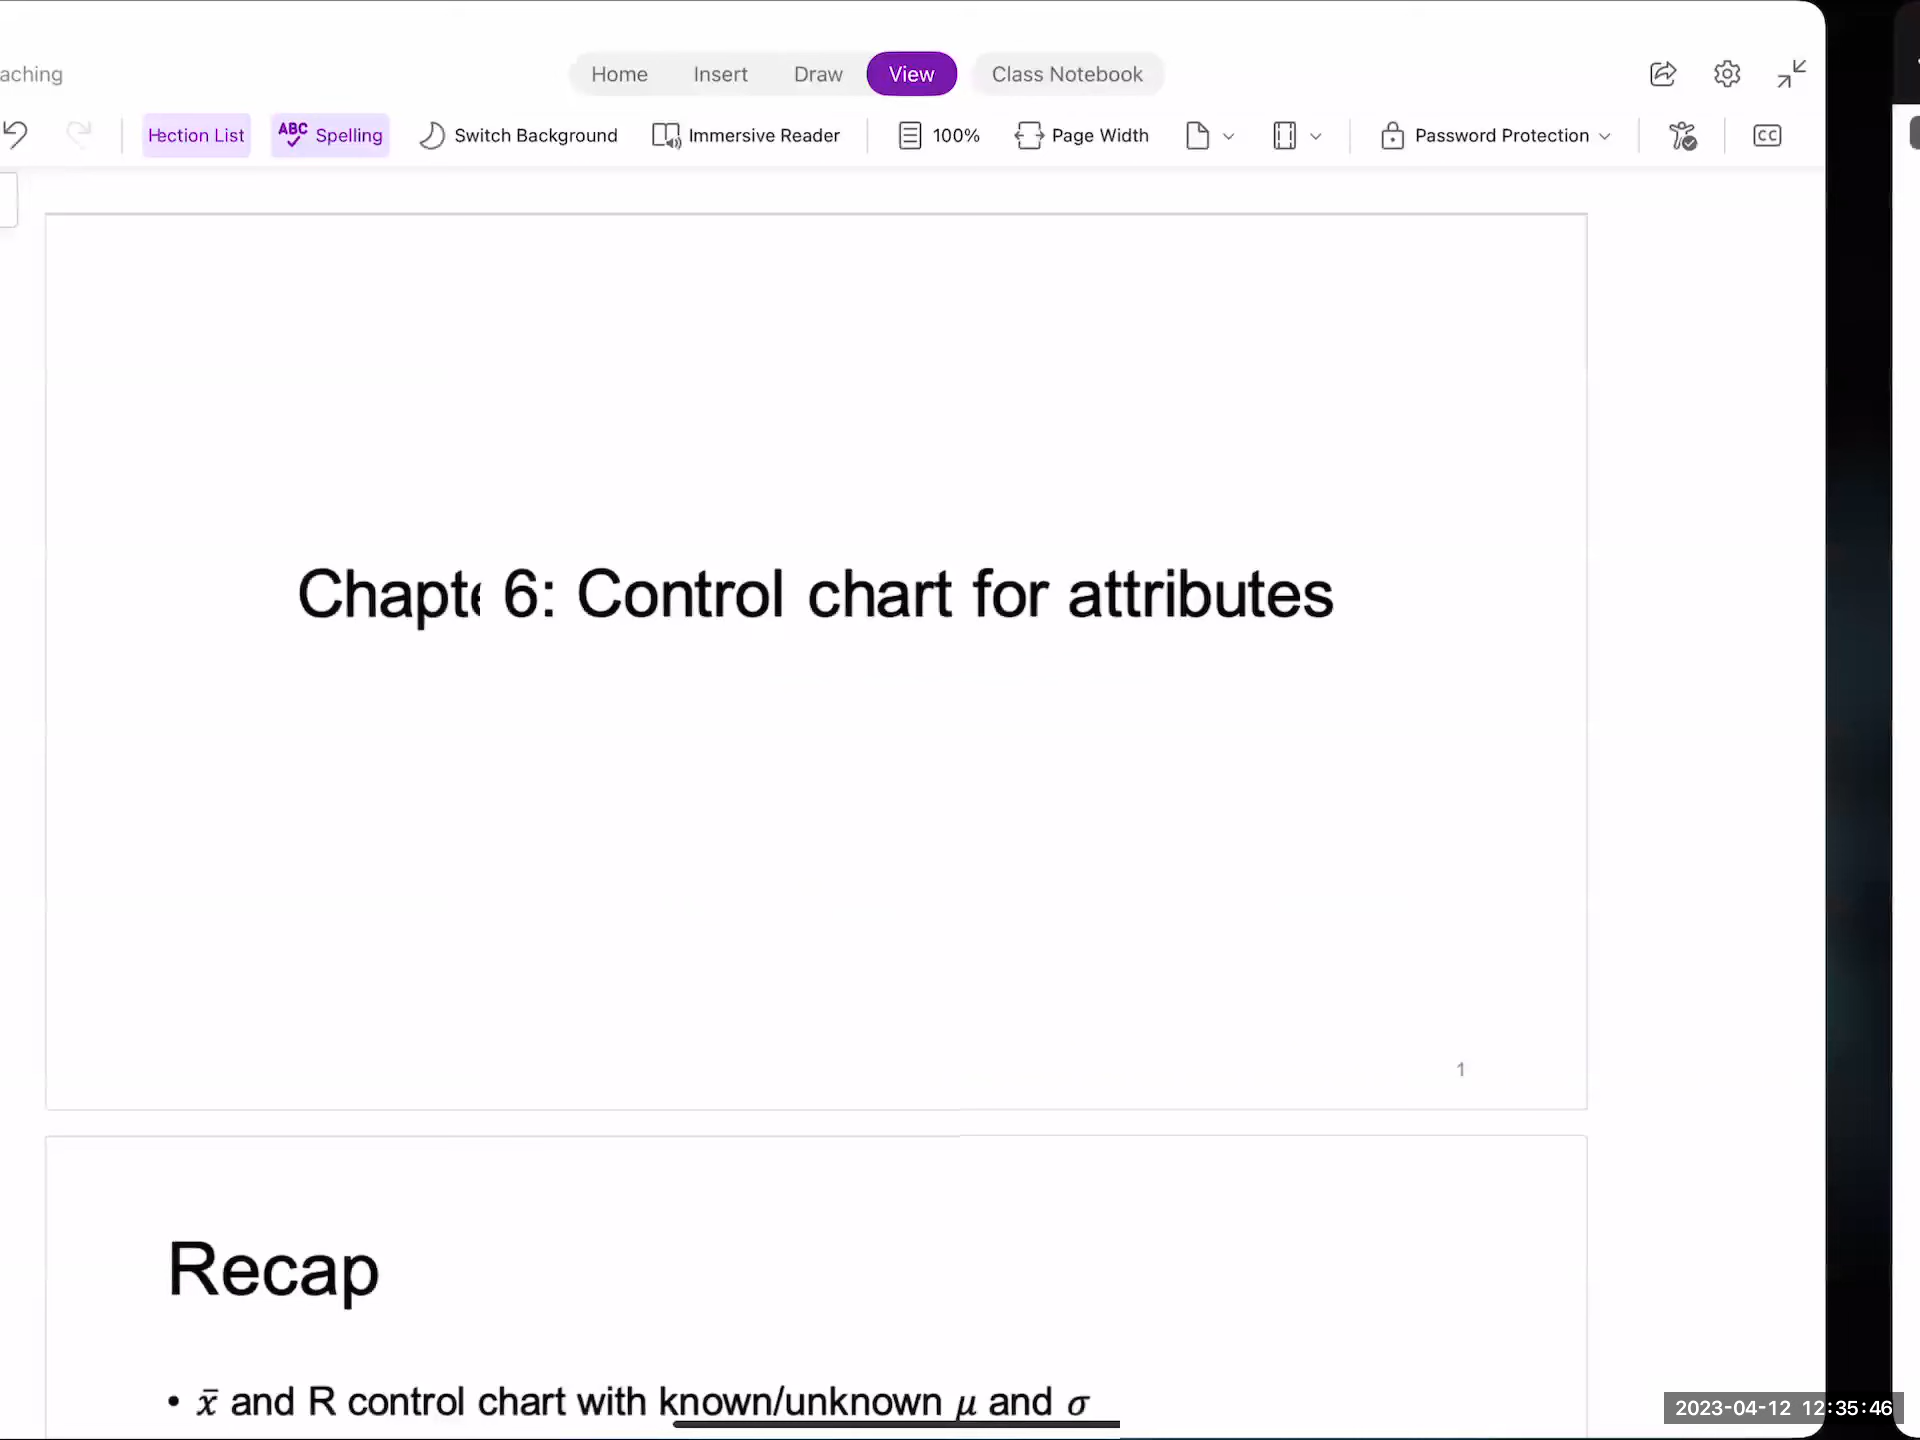 aching Home Insert Draw View Class Notebook
Hection List ABC Spelling Switch Background Immersive Reader 100% Page Width Password Protection CC
Chapte 6: Control chart for attributes
1
Recap
• x̄ and R control chart with known/unknown μ and σ
2023-04-12 12:35:46